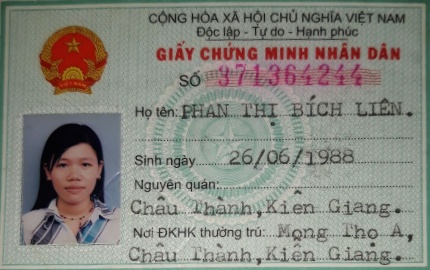 CỘNG HÒA XÃ HỘI CHỦ NGHĨA VIỆT NAM
Độc lập - Tự do - Hạnh phúc
GIẤY CHỨNG MINH NHÂN DÂN
SỐ 371364244
Họ tên: PHAN THỊ BÍCH LIÊN.
Sinh ngày 26/06/1988
Nguyên quán:
Châu Thành, Kiên Giang.
Nơi ĐKHK thường trú: Mong Thọ A,
Châu Thành, Kiên Giang.
VIỆT NAM